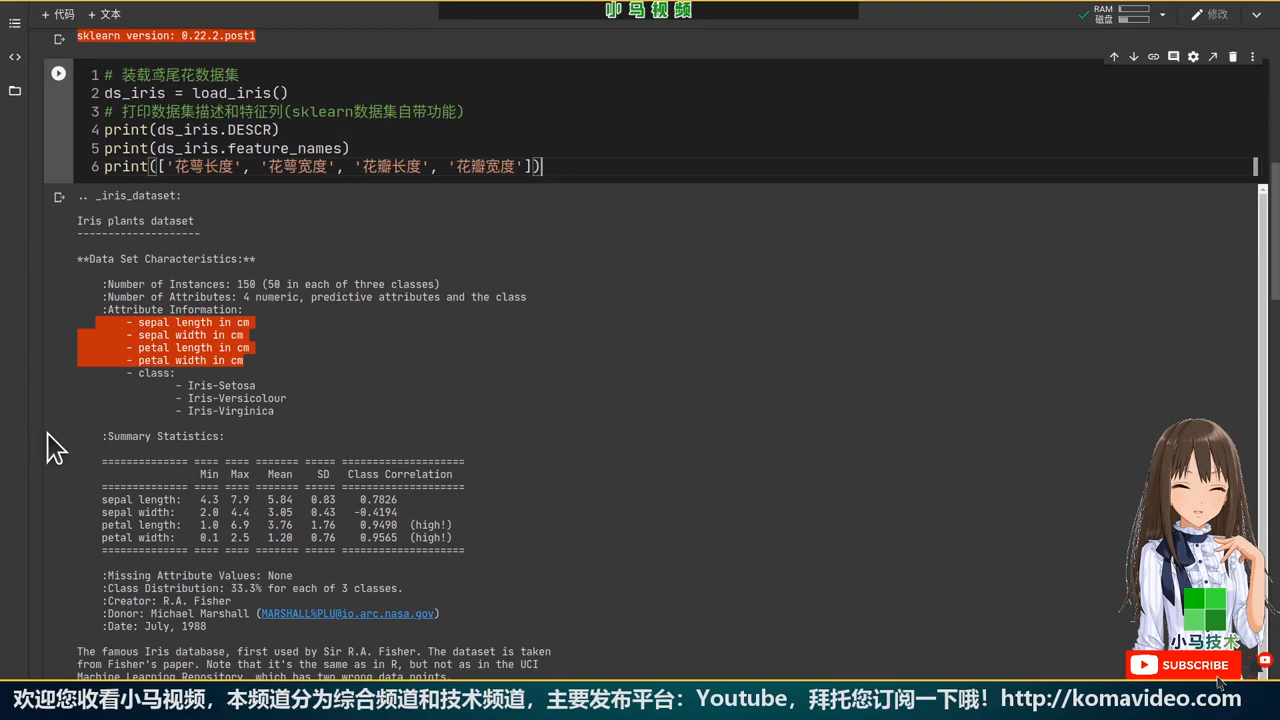 小马视频
+ 代码 + 文本
RAM
磁盘
修改
sklearn version: 0.22.2.post1
1 # 装载鸢尾花数据集
2 ds_iris = load_iris()
3 # 打印数据集描述和特征列(sklearn数据集自带功能)
4 print(ds_iris.DESCR)
5 print(ds_iris.feature_names)
6 print(['花萼长度', '花萼宽度', '花瓣长度', '花瓣宽度'])
.. _iris_dataset:
Iris plants dataset
--------------------
**Data Set Characteristics:**
:Number of Instances: 150 (50 in each of three classes)
:Number of Attributes: 4 numeric, predictive attributes and the class
:Attribute Information:
- sepal length in cm
- sepal width in cm
- petal length in cm
- petal width in cm
- class:
- Iris-Setosa
- Iris-Versicolour
- Iris-Virginica
:Summary Statistics:
============== ==== ==== ======= ===== ====================
Min Max Mean SD Class Correlation
============== ==== ==== ======= ===== ====================
sepal length: 4.3 7.9 5.84 0.83 0.7826
sepal width: 2.0 4.4 3.05 0.43 -0.4194
petal length: 1.0 6.9 3.76 1.76 0.9490 (high!)
petal width: 0.1 2.5 1.20 0.76 0.9565 (high!)
============== ==== ==== ======= ===== ====================
:Missing Attribute Values: None
:Class Distribution: 33.3% for each of 3 classes.
:Creator: R.A. Fisher
:Donor: Michael Marshall (MARSHALL%PLU@io.arc.nasa.gov)
:Date: July, 1988
The famous Iris database, first used by Sir R.A. Fisher. The dataset is taken
from Fisher's paper. Note that it's the same as in R, but not as in the UCI
Machine Learning Repository, which has two wrong data points.
小马技术
SUBSCRIBE
欢迎您收看小马视频，本频道分为综合频道和技术频道，主要发布平台：Youtube，拜托您订阅一下哦！http://komavideo.com